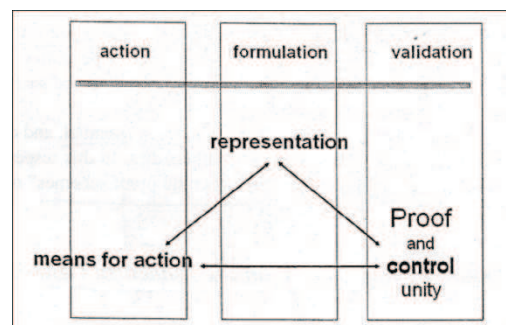 action formulation validation
representation
Proof
and
means for action control
unity